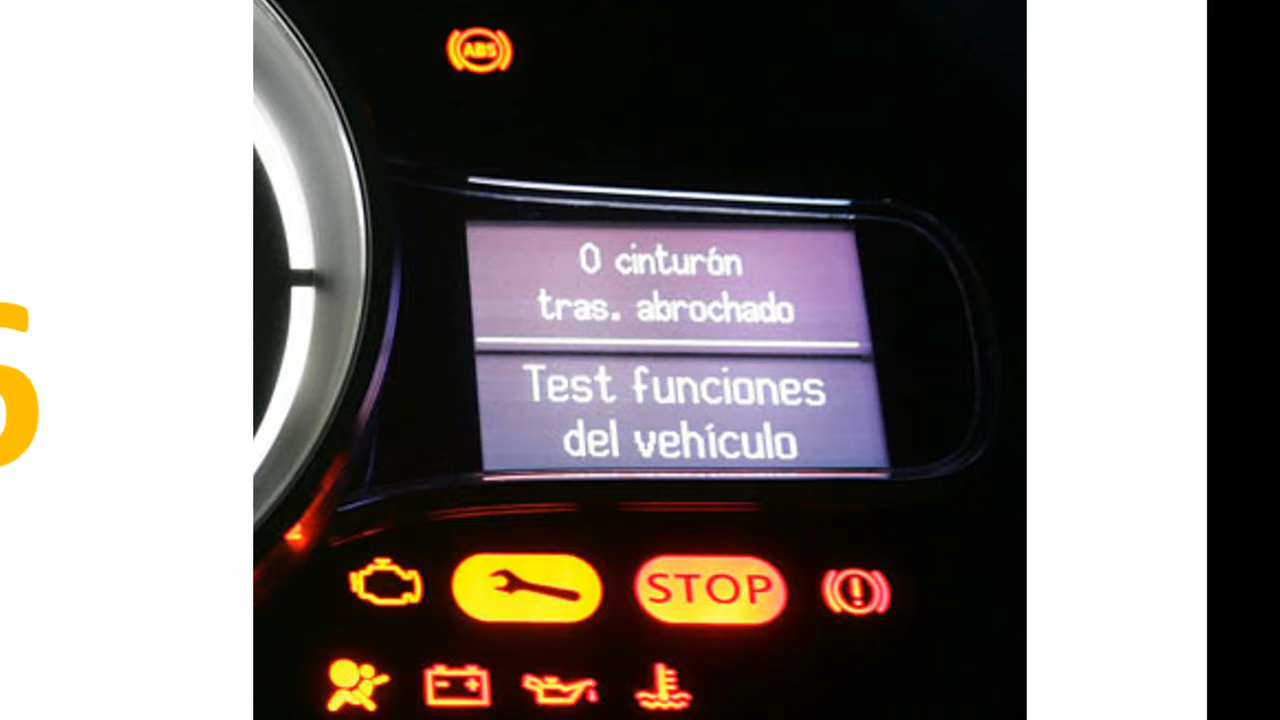 ABS
0 cinturón
tras. abrochado
Test funciones
del vehículo
STOP